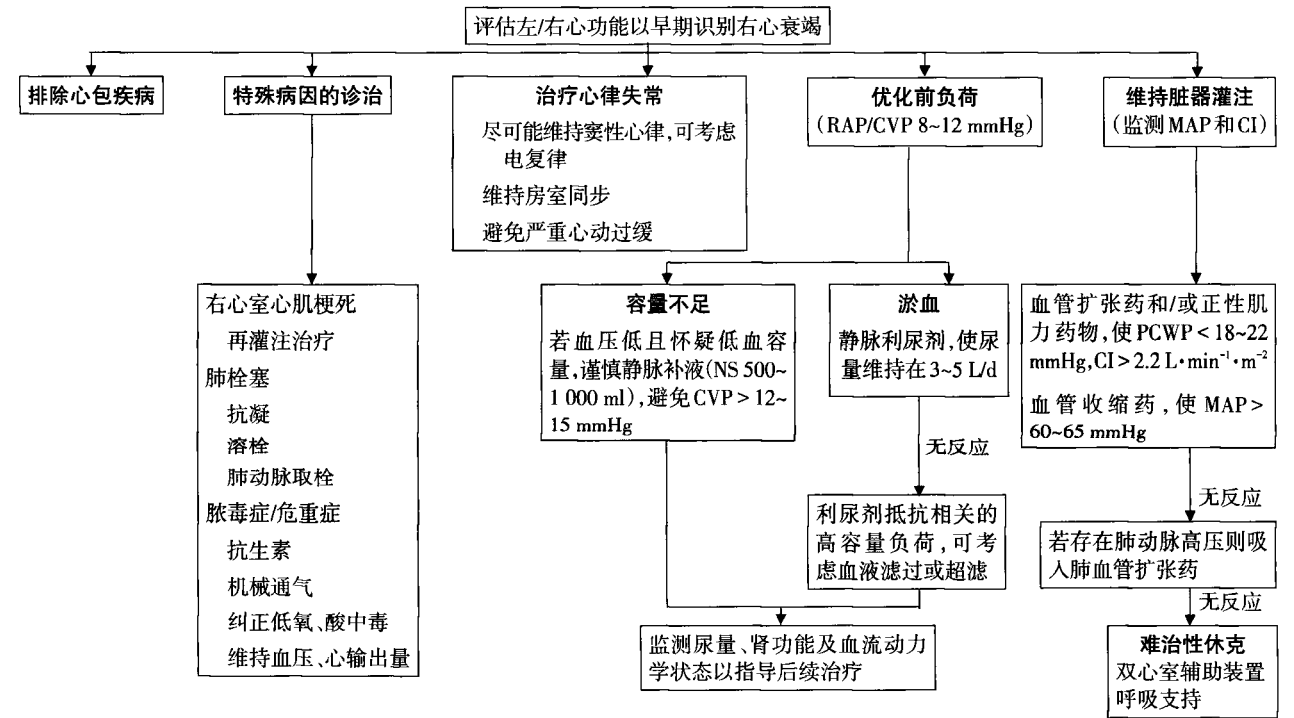 评估左/右心功能以早期识别右心衰竭
排除心包疾病
特殊病因的诊治
治疗心律失常
尽可能维持窦性心律,可考虑
电复律
维持房室同步
避免严重心动过缓
优化前负荷
(RAP/CVP 8~12 mmHg)
维持脏器灌注
(监测MAP和CI)
右心室心肌梗死
再灌注治疗
肺栓塞
抗凝
溶栓
肺动脉取栓
脓毒症/危重症
抗生素
机械通气
纠正低氧、酸中毒
维持血压、心输出量
容量不足
若血压低且怀疑低血容
量,谨慎静脉补液(NS 500~
1 000 ml),避免CVP>12~
15 mmHg
淤血
静脉利尿剂,使尿
量维持在3~5 L/d
无反应
利尿剂抵抗相关的
高容量负荷,可考
虑血液滤过或超滤
监测尿量、肾功能及血流动力
学状态以指导后续治疗
血管扩张药和/或正性肌
力药物,使PCWP<18~22
mmHg,CI>2.2 L·min⁻¹·m⁻²
血管收缩药,使MAP>
60~65 mmHg
无反应
若存在肺动脉高压则吸
入肺血管扩张药
无反应
难治性休克
双心室辅助装置
呼吸支持